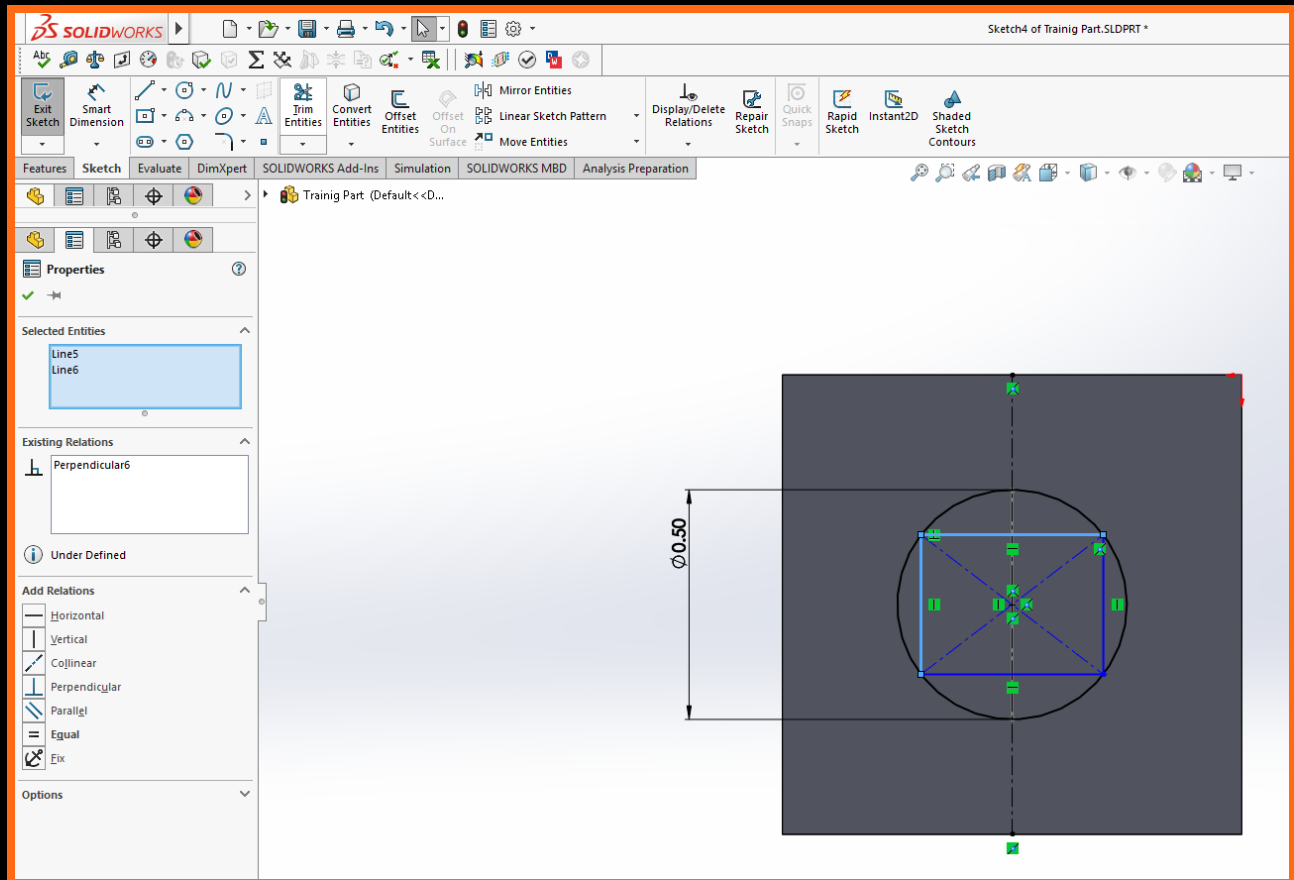 SOLIDWORKS
Sketch4 of Trainig Part.SLDPRT *
Abc
Exit Sketch
Smart Dimension
Trim Entities
Convert Entities
Offset Entities
Offset On Surface
Mirror Entities
Linear Sketch Pattern
Move Entities
Display/Delete Relations
Repair Sketch
Quick Snaps
Rapid Sketch
Instant2D
Shaded Sketch Contours
Features Sketch Evaluate DimXpert SOLIDWORKS Add-Ins Simulation SOLIDWORKS MBD Analysis Preparation
Trainig Part (Default<<D...
Properties
Selected Entities
Line5
Line6
Existing Relations
Perpendicular6
Under Defined
Add Relations
Horizontal
Vertical
Collinear
Perpendicular
Parallel
Equal
Fix
Options
Ø0.50